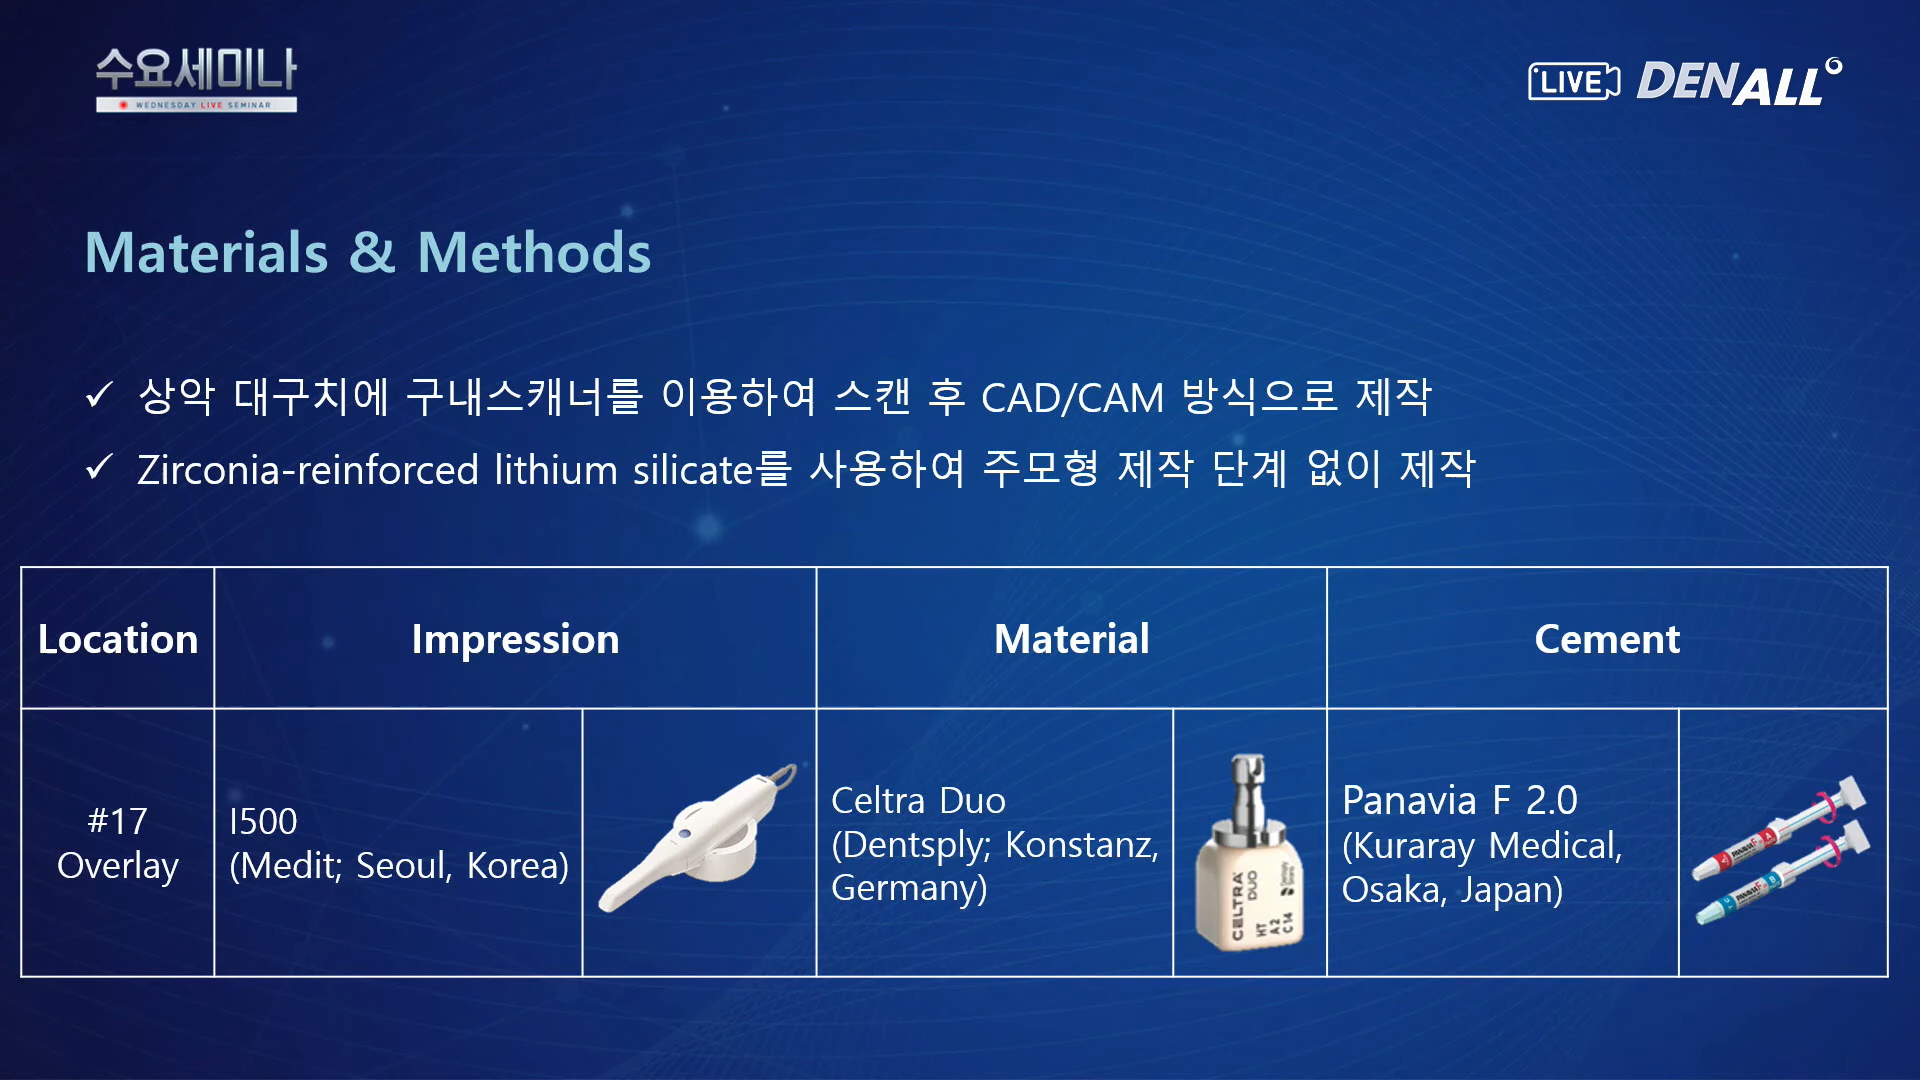 수요세미나
WEDNESDAY LIVE SEMINAR
LIVE DENALL
Materials & Methods
✓ 상악 대구치에 구내스캐너를 이용하여 스캔 후 CAD/CAM 방식으로 제작
✓ Zirconia-reinforced lithium silicate를 사용하여 주모형 제작 단계 없이 제작
Location Impression Material Cement
#17
Overlay
I500
(Medit; Seoul, Korea)
Celtra Duo
(Dentsply; Konstanz,
Germany)
CELTRA
DUO
HT
A2
C14
Panavia F 2.0
(Kuraray Medical,
Osaka, Japan)